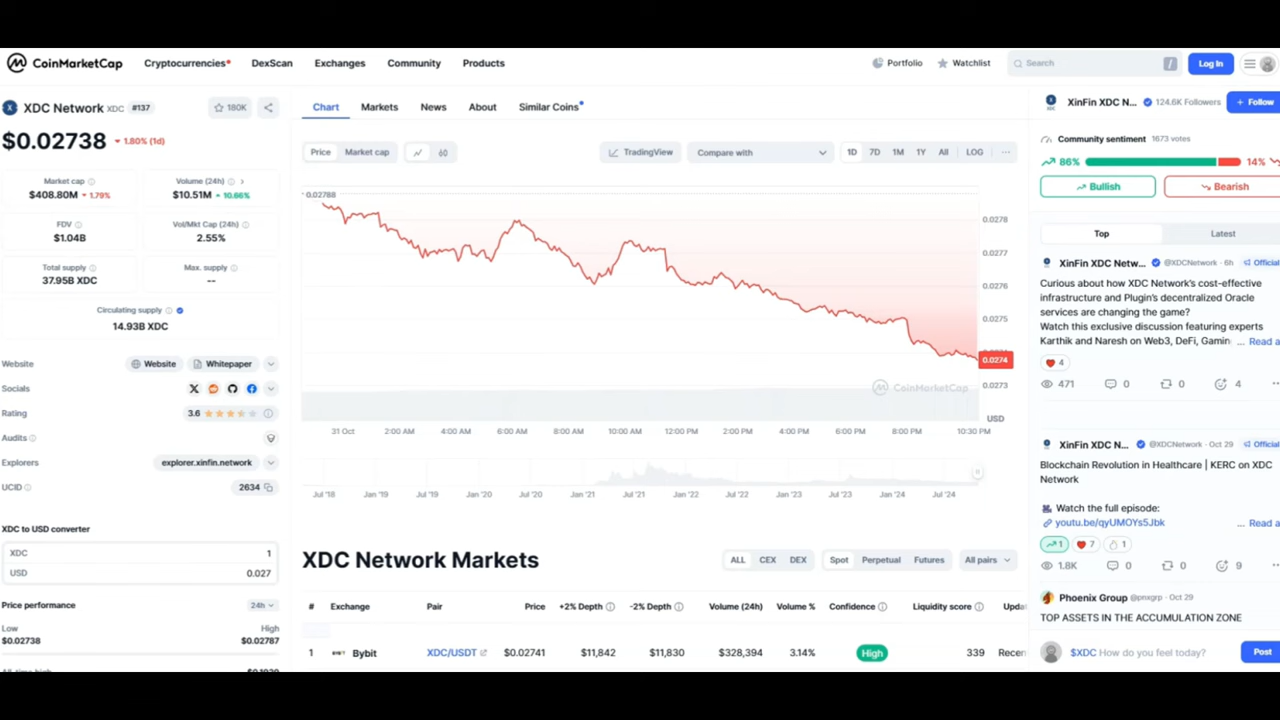 CoinMarketCap Cryptocurrencies DexScan Exchanges Community Products Portfolio Watchlist Search / Log In
XDC Network XDC #137 180K
$0.02738 1.80% (1d)
Market cap
$408.80M 1.79%
Volume (24h)
$10.51M 10.66%
FDV
$1.04B
Vol/Mkt Cap (24h)
2.55%
Total supply
37.95B XDC
Max. supply
--
Circulating supply
14.93B XDC
Website Website Whitepaper
Socials
Rating 3.6
Audits
Explorers explorer.xinfin.network
UCID 2634
XDC to USD converter
XDC 1
USD 0.027
Price performance 24h
Low High
$0.02738 $0.02787
Chart Markets News About Similar Coins
Price Market cap TradingView Compare with 1D 7D 1M 1Y All LOG ...
0.02788
0.0278
0.0277
0.0276
0.0275
0.0274
0.0273
CoinMarketCap
USD
31 Oct 2:00 AM 4:00 AM 6:00 AM 8:00 AM 10:00 AM 12:00 PM 2:00 PM 4:00 PM 6:00 PM 8:00 PM 10:30 PM
Jul '18 Jan '19 Jul '19 Jan '20 Jul '20 Jan '21 Jul '21 Jan '22 Jul '22 Jan '23 Jul '23 Jan '24 Jul '24
XDC Network Markets ALL CEX DEX Spot Perpetual Futures All pairs
# Exchange Pair Price +2% Depth -2% Depth Volume (24h) Volume % Confidence Liquidity score Upda
1 Bybit XDC/USDT $0.02741 $11,842 $11,830 $328,394 3.14% High 339 Recen
XinFin XDC N... 124.6K Followers + Follow
Community sentiment 1673 votes
86% 14%
Bullish Bearish
Top Latest
XinFin XDC Netw... @XDCNetwork · 6h Official
Curious about how XDC Network's cost-effective
infrastructure and Plugin's decentralized Oracle
services are changing the game?
Watch this exclusive discussion featuring experts
Karthik and Naresh on Web3, DeFi, Gamin ... Read a
4
471 0 0 4
XinFin XDC N... @XDCNetwork · Oct 29 Official
Blockchain Revolution in Healthcare | KERC on XDC
Network
Watch the full episode:
youtu.be/qyUMOYs5Jbk ... Read a
1 7 1
1.8K 0 0 9
Phoenix Group @pnxgrp · Oct 29
TOP ASSETS IN THE ACCUMULATION ZONE
$XDC How do you feel today? Post